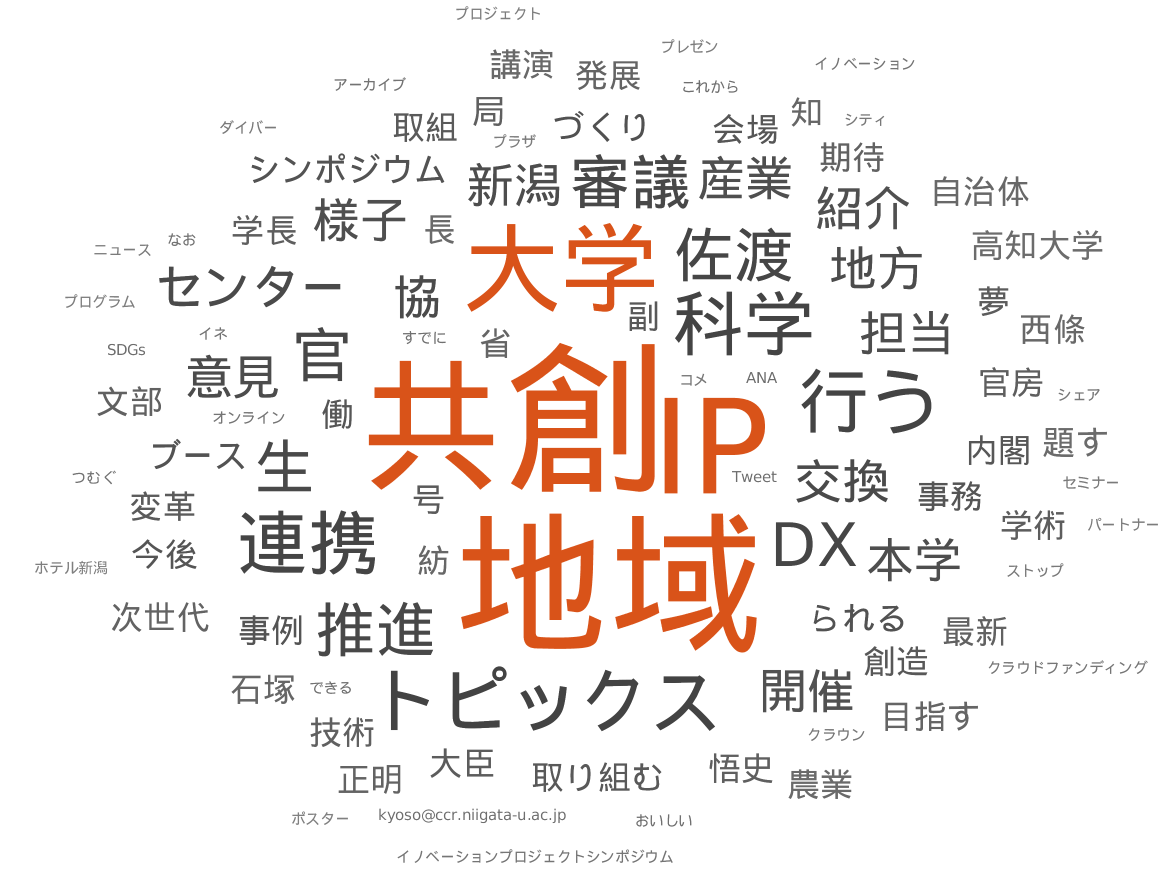 プロジェクト
プレゼン
講演
発展
イノベーション
アーカイブ
これから
取組
局
づくり
会場
知
シティ
ダイバー
プラザ
シンポジウム
新潟
審議
産業
期待
紹介
自治体
学長
様子
長
大学
佐渡
地方
高知大学
ニュース
なお
センター
協
副
科学
担当
夢
西條
プログラム
イネ
すでに
省
SDGs
意見
官
共創
IP
コメ
ANA
行う
官房
シェア
文部
オンライン
働
ブース
生
Tweet
交換
内閣
題す
つむぐ
変革
号
事務
セミナー
学術
パートナー
連携
紡
地域
DX
本学
ストップ
今後
ホテル新潟
次世代
事例
推進
られる
最新
創造
クラウドファンディング
石塚
できる
トピックス
開催
目指す
技術
クラウン
正明
大臣
取り組む
悟史
農業
ポスター
kyoso@ccr.niigata-u.ac.jp
おいしい
イノベーションプロジェクトシンポジウム